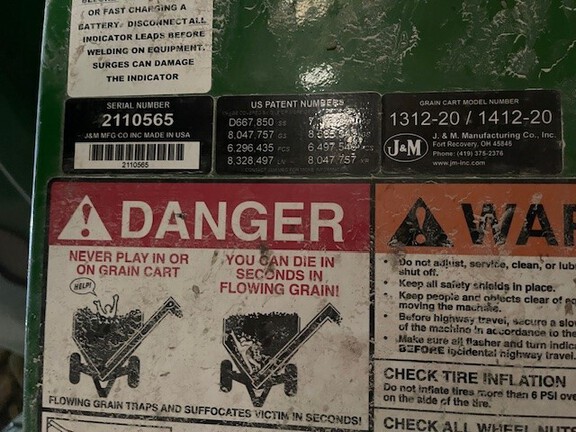 OR FAST CHARGING A
BATTERY. DISCONNECT ALL
INDICATOR LEADS BEFORE
WELDING ON EQUIPMENT.
SURGES CAN DAMAGE
THE INDICATOR
SERIAL NUMBER
2110565
J&M MFG CO INC MADE IN USA
2110565
US PATENT NUMBERS
D667,850
8,047,757
6,296,435
6,497,546
8,328,497
8,047,757
GRAIN CART MODEL NUMBER
1312-20 / 1412-20
J&M
J. & M. Manufacturing Co., Inc.
Fort Recovery, OH 45846
Phone: (419) 375-2376
www.jm-inc.com
DANGER
NEVER PLAY IN OR
ON GRAIN CART
HELP!
YOU CAN DIE IN
SECONDS IN
FLOWING GRAIN!
FLOWING GRAIN TRAPS AND SUFFOCATES VICTIM IN SECONDS!
WAR
• Do not adjust, service, clean, or lub
shut off.
• Keep all safety shields in place.
• Keep people and objects clear of
moving the machine.
• Before highway travel, secure a slo
of the machine in accordance to the
• Make sure all flasher and turn indic
BEFORE incidental highway travel.
CHECK TIRE INFLATION
Do not inflate tires more than 6 PSI ove
on the side of the tire.
CHECK ALL WHEEL NUTS